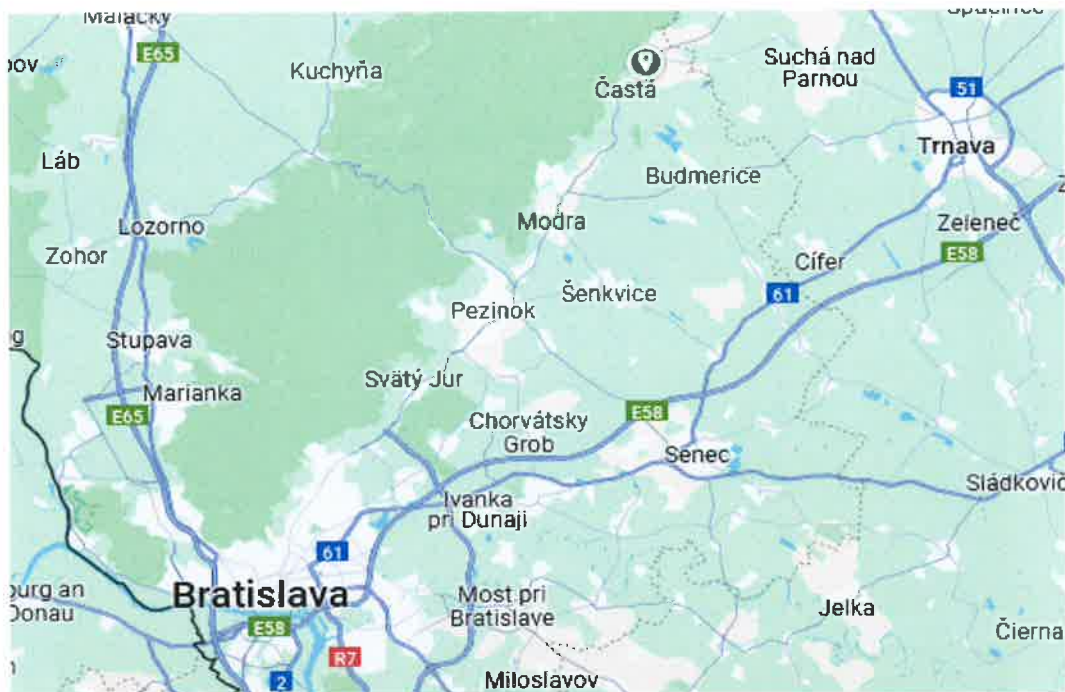 Malacky
E65
Kuchyňa
Suchá nad
Parnou
Častá
51
Trnava
Láb
Budmerice
Modra
Lozorno
Zeleneč
Zohor
Cífer
E58
Šenkvice
61
Pezinok
Stupava
Svätý Jur
Marianka
E65
E58
Chorvátsky
Grob
Senec
Ivanka
pri Dunaji
61
Bratislava
Most pri
Bratislave
Jelka
E58
Čierna
R7
2
Miloslavov